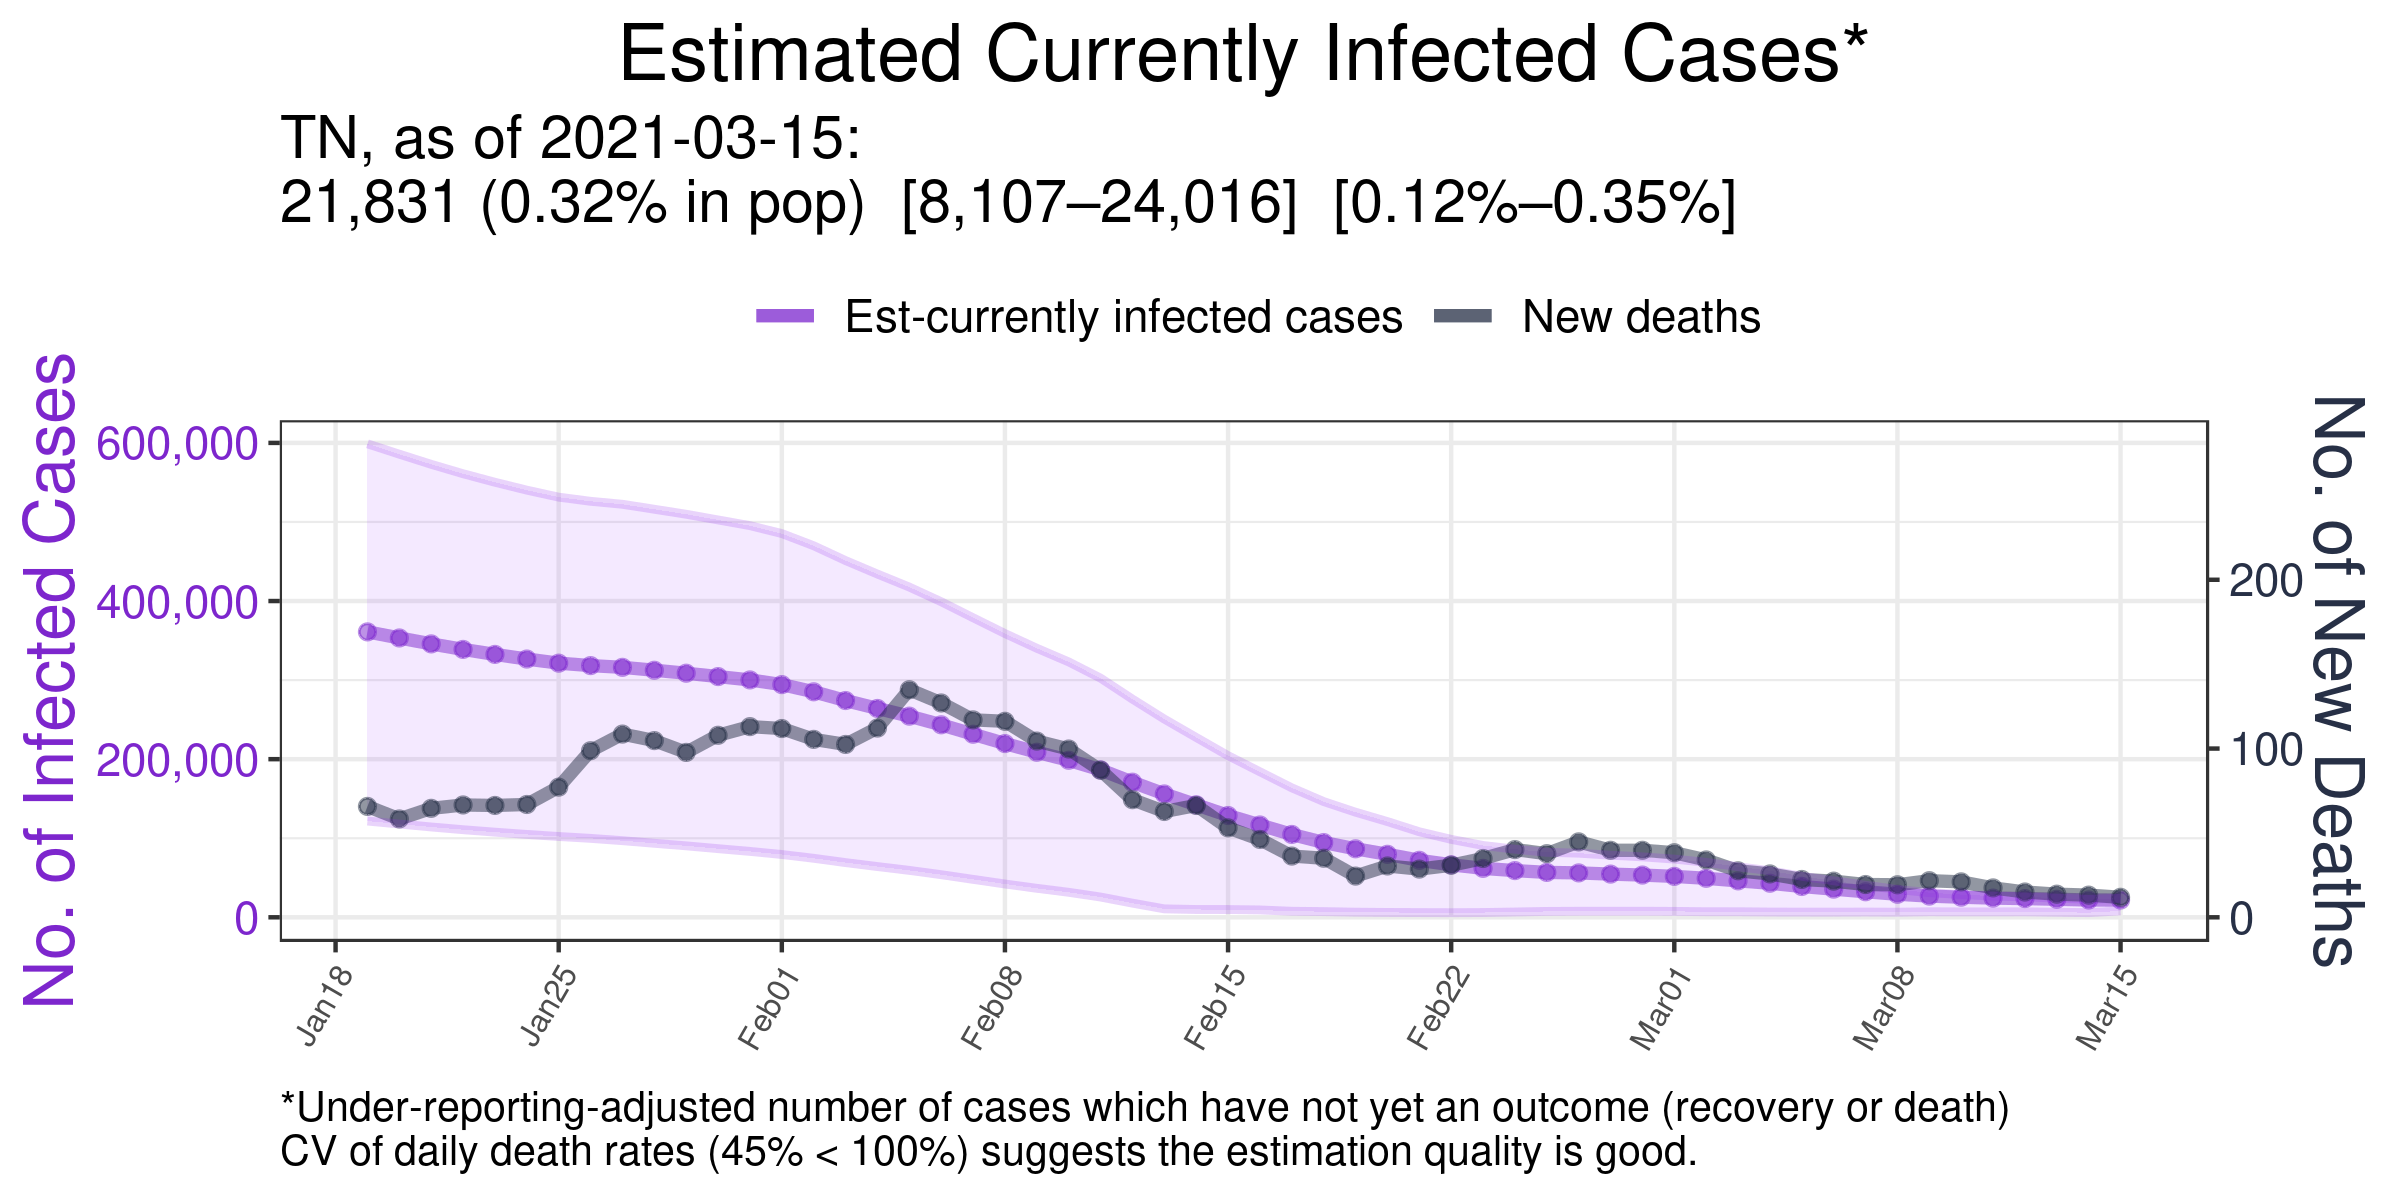 Estimated Currently Infected Cases*
TN, as of 2021-03-15:
21,831 (0.32% in pop)  [8,107–24,016]  [0.12%–0.35%]
Est-currently infected cases
New deaths
No. of Infected Cases
600,000
400,000
200,000
0
No. of New Deaths
200
100
0
Jan18
Jan25
Feb01
Feb08
Feb15
Feb22
Mar01
Mar08
Mar15
*Under-reporting-adjusted number of cases which have not yet an outcome (recovery or death)
CV of daily death rates (45% < 100%) suggests the estimation quality is good.